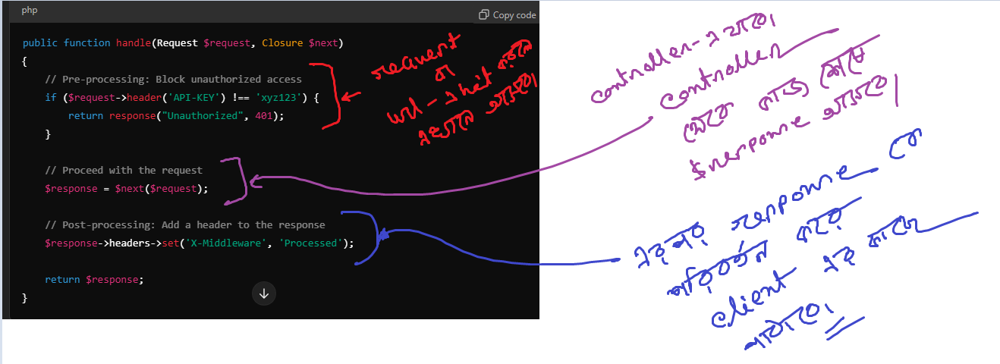 php
Copy code
public function handle(Request $request, Closure $next)
{
// Pre-processing: Block unauthorized access
if ($request->header('API-KEY') !== 'xyz123') {
return response("Unauthorized", 401);
}
// Proceed with the request
$response = $next($request);
// Post-processing: Add a header to the response
$response->headers->set('X-Middleware', 'Processed');
return $response;
}
request
বা
url-এ hit করলে
এখানে আসবে।
controller-এ যাবে।
controller
থেকে কাজ শেষে
$response আসবে।
এরপর response কে
পরিবর্তন করে
client এর কাছে
পাঠাবে।